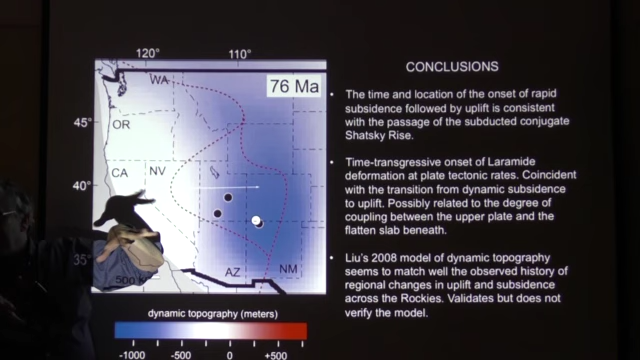 120°
110°
WA
76 Ma
45°
OR
CA
NV
40°
35°
500
AZ
NM
dynamic topography (meters)
-1000
-500
0
+500
CONCLUSIONS
• The time and location of the onset of rapid
subsidence followed by uplift is consistent
with the passage of the subducted conjugate
Shatsky Rise.
• Time-transgressive onset of Laramide
deformation at plate tectonic rates. Coincident
with the transition from dynamic subsidence
to uplift. Possibly related to the degree of
coupling between the upper plate and the
flatten slab beneath.
• Liu's 2008 model of dynamic topography
seems to match well the observed history of
regional changes in uplift and subsidence
across the Rockies. Validates but does not
verify the model.